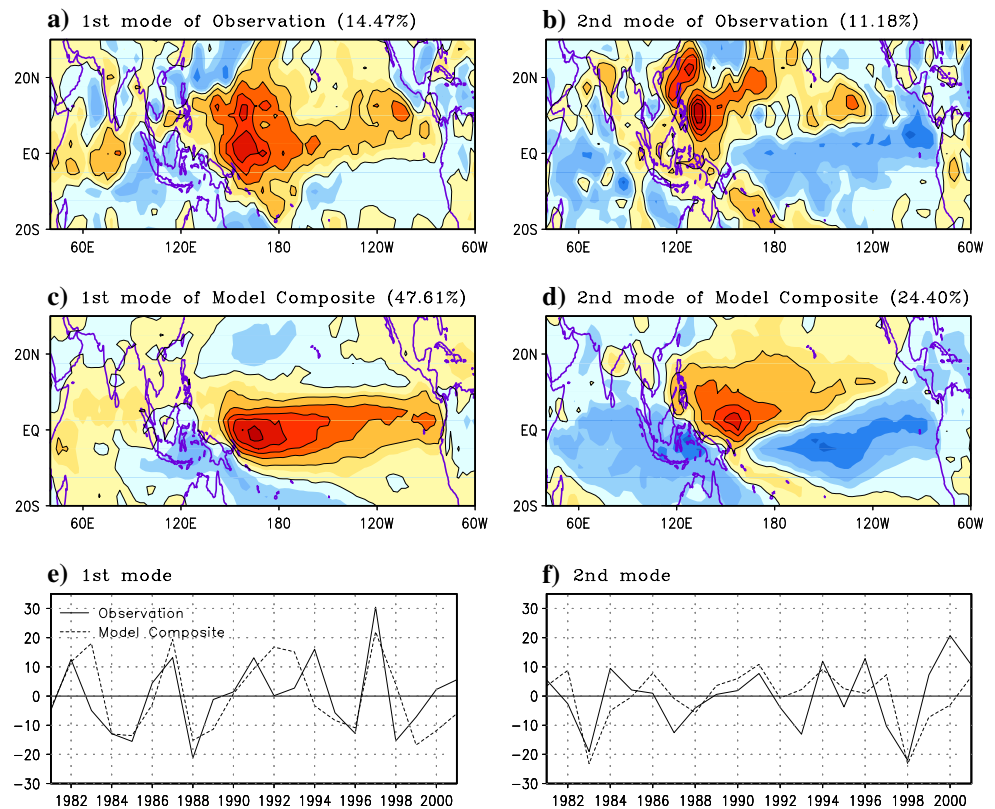 a) 1st mode of Observation (14.47%)
b) 2nd mode of Observation (11.18%)
20N
EQ
20S
60E 120E 180 120W 60W
20N
EQ
20S
60E 120E 180 120W 60W
c) 1st mode of Model Composite (47.61%)
d) 2nd mode of Model Composite (24.40%)
20N
EQ
20S
60E 120E 180 120W 60W
20N
EQ
20S
60E 120E 180 120W 60W
e) 1st mode
f) 2nd mode
Observation
Model Composite
30
20
10
0
-10
-20
-30
1982 1984 1986 1988 1990 1992 1994 1996 1998 2000
30
20
10
0
-10
-20
-30
1982 1984 1986 1988 1990 1992 1994 1996 1998 2000